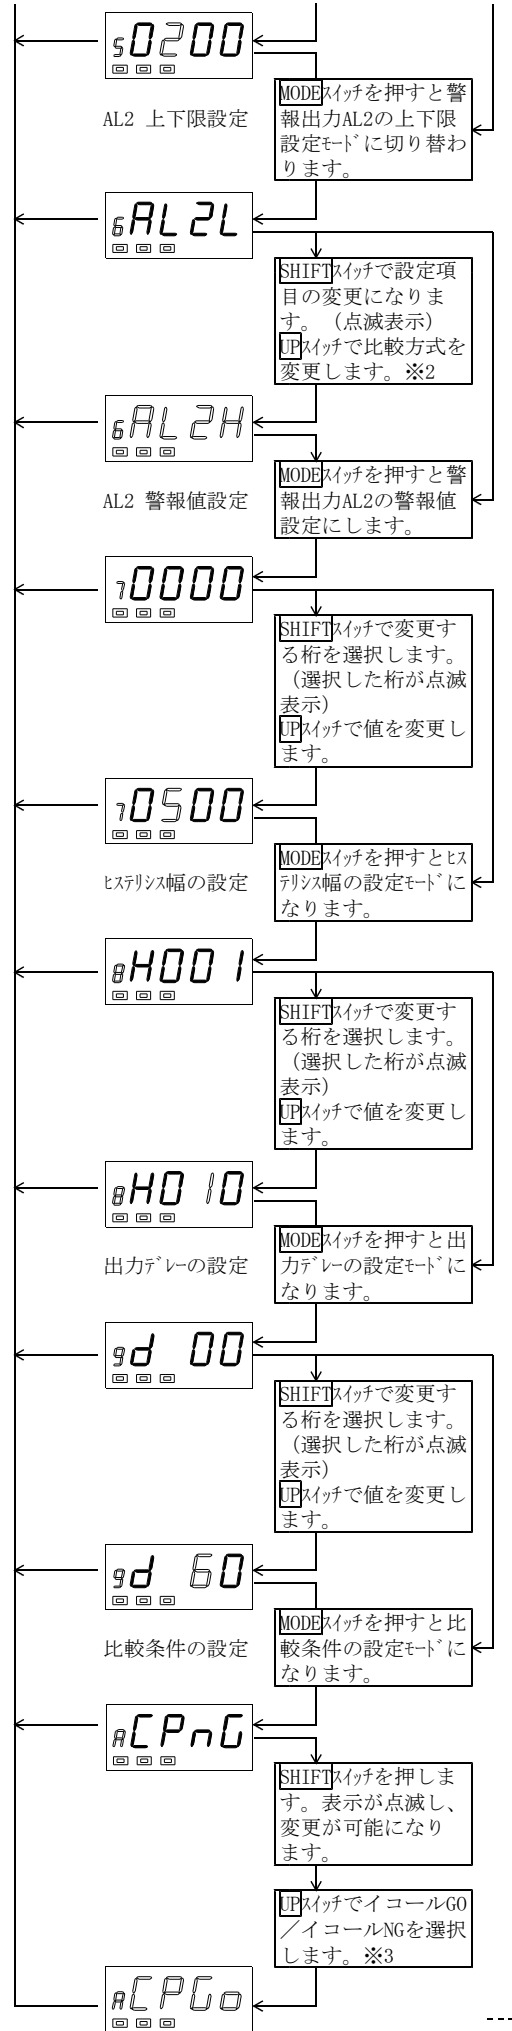 50200
AL2 上下限設定
MODEスイッチを押すと警
報出力AL2の上下限
設定モードに切り替わ
ります。
6AL2L
SHIFTスイッチで設定項
目の変更になりま
す。（点滅表示）
UPスイッチで比較方式を
変更します。※2
6AL2H
AL2 警報値設定
MODEスイッチを押すと警
報出力AL2の警報値
設定にします。
70000
SHIFTスイッチで変更す
る桁を選択します。
（選択した桁が点滅
表示）
UPスイッチで値を変更し
ます。
70500
ヒステリシス幅の設定
MODEスイッチを押すとヒス
テリシス幅の設定モードに
なります。
8H001
SHIFTスイッチで変更す
る桁を選択します。
（選択した桁が点滅
表示）
UPスイッチで値を変更し
ます。
8H010
出力デレーの設定
MODEスイッチを押すと出
力デレーの設定モードに
なります。
9d 00
SHIFTスイッチで変更す
る桁を選択します。
（選択した桁が点滅
表示）
UPスイッチで値を変更し
ます。
9d 60
比較条件の設定
MODEスイッチを押すと比
較条件の設定モードに
なります。
ACPnG
SHIFTスイッチを押しま
す。表示が点滅し、
変更が可能になり
ます。
UPスイッチでイコールGO
／イコールNGを選択
します。※3
ACPGo